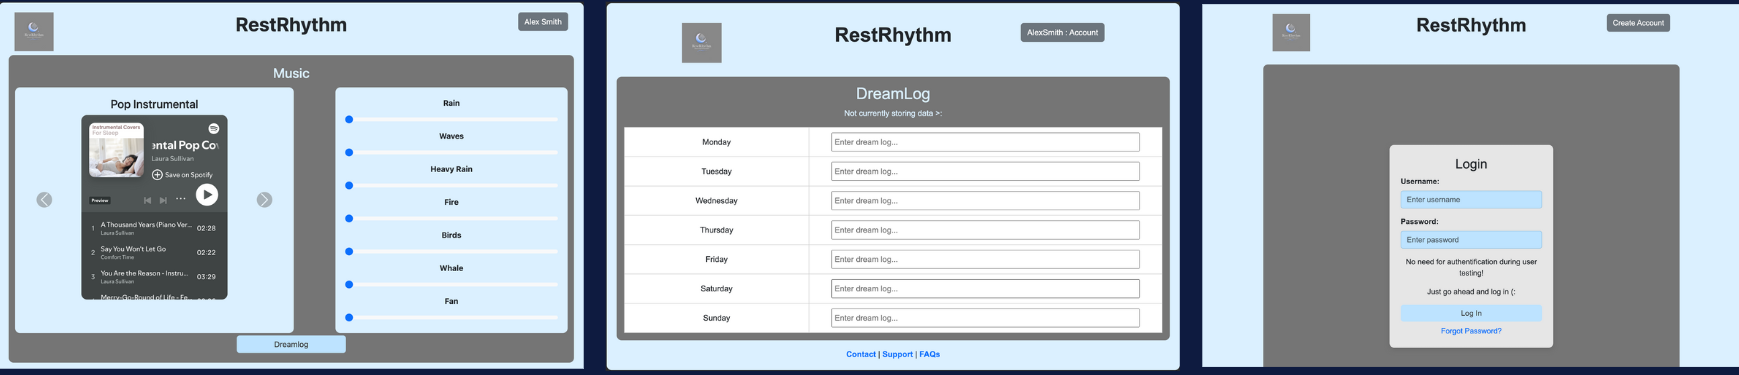 RestRhythm
Alex Smith
Music
Pop Instrumental
Instrumental Covers
For Sleep
ental Pop Co
Laura Sullivan
Save on Spotify
Preview
1 A Thousand Years (Piano Ver... 02:28
Laura Sullivan
2 Say You Won't Let Go 02:22
Comfort Time
3 You Are the Reason - Instru... 03:29
Laura Sullivan
Merry-Go-Round of Life - Fe...
Rain
Waves
Heavy Rain
Fire
Birds
Whale
Fan
Dreamlog
RestRhythm
AlexSmith : Account
DreamLog
Not currently storing data >:
Monday Enter dream log...
Tuesday Enter dream log...
Wednesday Enter dream log...
Thursday Enter dream log...
Friday Enter dream log...
Saturday Enter dream log...
Sunday Enter dream log...
Contact | Support | FAQs
RestRhythm
Create Account
Login
Username:
Enter username
Password:
Enter password
No need for authentification during user
testing!
Just go ahead and log in (:
Log In
Forgot Password?